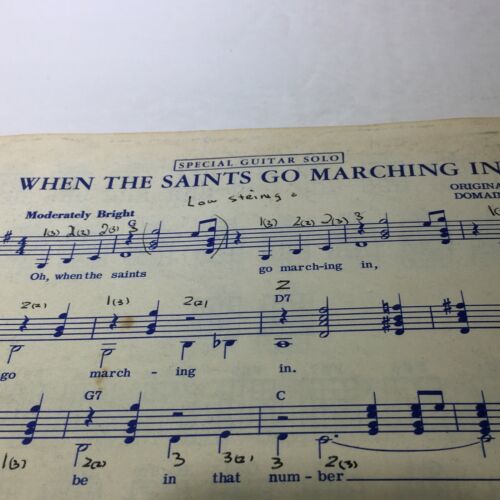 SPECIAL GUITAR SOLO
WHEN THE SAINTS GO MARCHING IN
Low strings
ORIGINA
DOMAI
Moderately Bright
1(3) 2(2) 2(3) 3 G 1(3) 2(2) 2(3) 3
Oh, when the saints go march-ing in,
2(2) 1(3) 2(2) 2
D7
go march - ing in.
G7 C
1(3) 2(2) 3 3(2) 3 2(3)
be in that num - ber